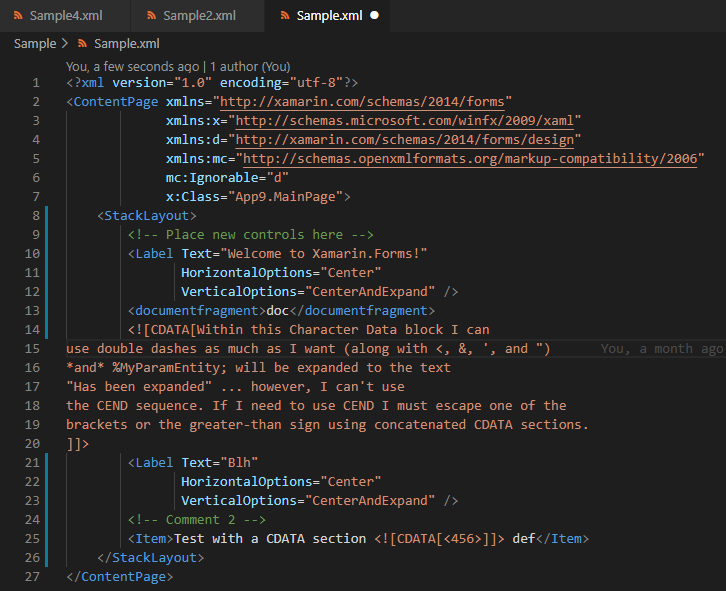 Sample4.xml Sample2.xml Sample.xml
Sample > Sample.xml
You, a few seconds ago | 1 author (You)
1 <?xml version="1.0" encoding="utf-8"?>
2 <ContentPage xmlns="http://xamarin.com/schemas/2014/forms"
3 xmlns:x="http://schemas.microsoft.com/winfx/2009/xaml"
4 xmlns:d="http://xamarin.com/schemas/2014/forms/design"
5 xmlns:mc="http://schemas.openxmlformats.org/markup-compatibility/2006"
6 mc:Ignorable="d"
7 x:Class="App9.MainPage">
8 <StackLayout>
9 <!-- Place new controls here -->
10 <Label Text="Welcome to Xamarin.Forms!"
11 HorizontalOptions="Center"
12 VerticalOptions="CenterAndExpand" />
13 <documentfragment>doc</documentfragment>
14 <![CDATA[Within this Character Data block I can
15 use double dashes as much as I want (along with <, &, ', and ") You, a month ago
16 *and* %MyParamEntity; will be expanded to the text
17 "Has been expanded" ... however, I can't use
18 the CEND sequence. If I need to use CEND I must escape one of the
19 brackets or the greater-than sign using concatenated CDATA sections.
20 ]]>
21 <Label Text="Blh"
22 HorizontalOptions="Center"
23 VerticalOptions="CenterAndExpand" />
24 <!-- Comment 2 -->
25 <Item>Test with a CDATA section <![CDATA[<456>]]> def</Item>
26 </StackLayout>
27 </ContentPage>